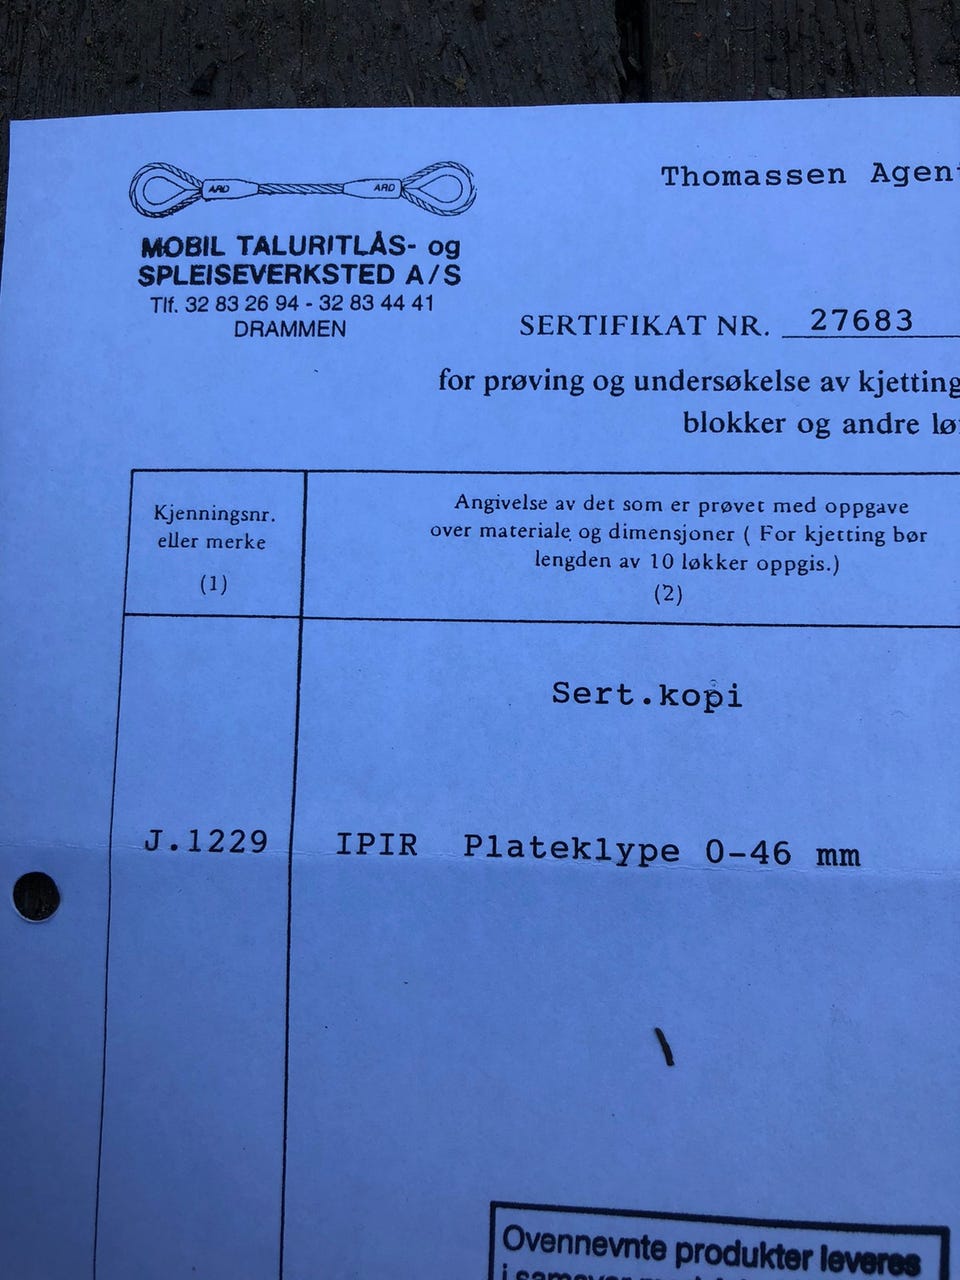 Thomassen Agent
ARD ARD
MOBIL TALURITLÅS- og
SPLEISEVERKSTED A/S
Tlf. 32 83 26 94 - 32 83 44 41
DRAMMEN
SERTIFIKAT NR. 27683
for prøving og undersøkelse av kjetting
blokker og andre
Kjenningsnr.
eller merke
(1)
Angivelse av det som er prøvet med oppgave
over materiale og dimensjoner ( For kjetting bør
lengden av 10 løkker oppgis.)
(2)
Sert.kopi
J.1229 IPIR Plateklype 0-46 mm
Ovennevnte produkter leveres